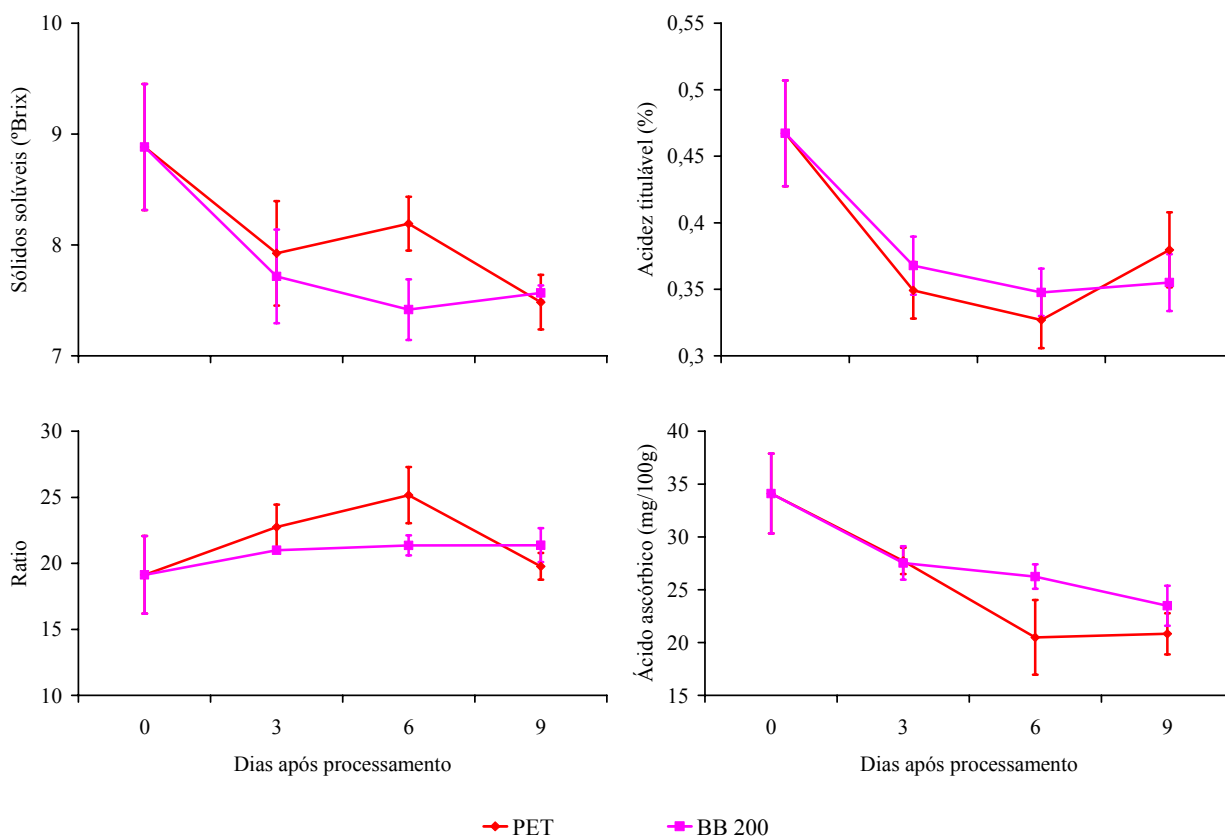 Sólidos solúveis (ºBrix)
10
9
8
7
Acidez titulável (%)
0,55
0,5
0,45
0,4
0,35
0,3
Ratio
30
25
20
15
10
0 3 6 9
Dias após processamento
Ácido ascórbico (mg/100g)
40
35
30
25
20
15
0 3 6 9
Dias após processamento
PET BB 200